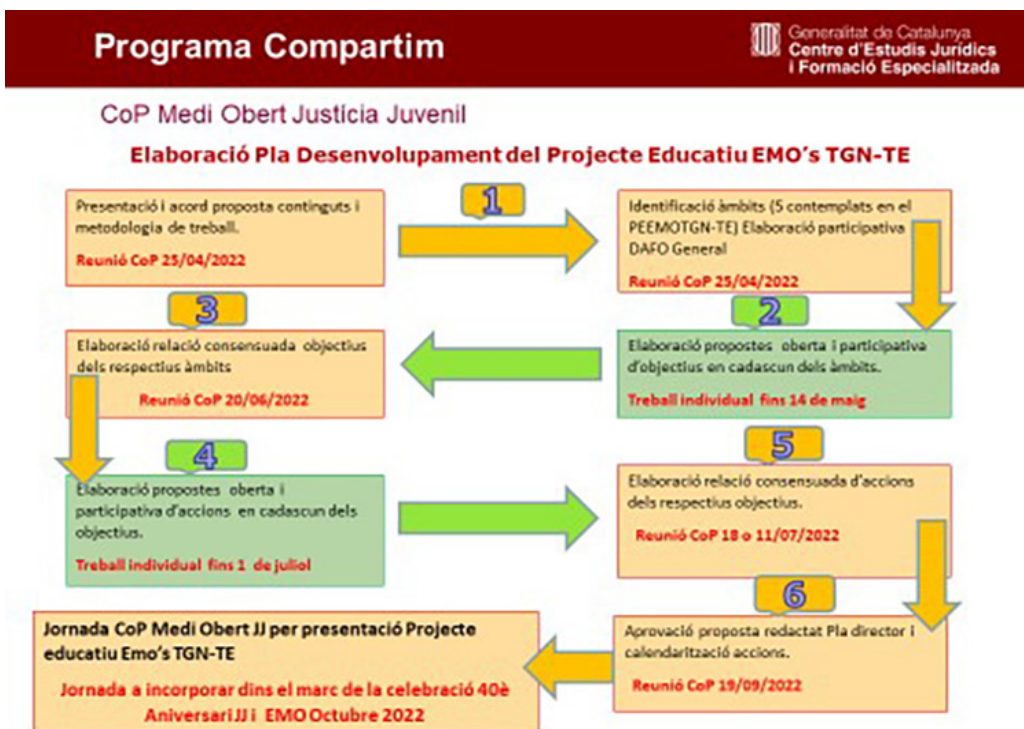 Programa Compartim
Generalitat de Catalunya
Centre d'Estudis Jurídics
i Formació Especialitzada
CoP Medi Obert Justícia Juvenil
Elaboració Pla Desenvolupament del Projecte Educatiu EMO's TGN-TE
1
Presentació i acord proposta continguts i
metodologia de treball.
Reunió CoP 25/04/2022
Identificació àmbits (5 contemplats en el
PEEMOTGN-TE) Elaboració participativa
DAFO General
Reunió CoP 25/04/2022
2
Elaboració propostes oberta i participativa
d'objectius en cadascun dels àmbits.
Treball individual fins 14 de maig
3
Elaboració relació consensuada objectius
dels respectius àmbits
Reunió CoP 20/06/2022
4
Elaboració propostes oberta i
participativa d'accions en cadascun dels
objectius.
Treball individual fins 1 de juliol
5
Elaboració relació consensuada d'accions
dels respectius objectius.
Reunió CoP 18 o 11/07/2022
6
Aprovació proposta redactat Pla director i
calendarització accions.
Reunió CoP 19/09/2022
Jornada CoP Medi Obert JJ per presentació Projecte
educatiu Emo's TGN-TE
Jornada a incorporar dins el marc de la celebració 40è
Aniversari JJ i EMO Octubre 2022